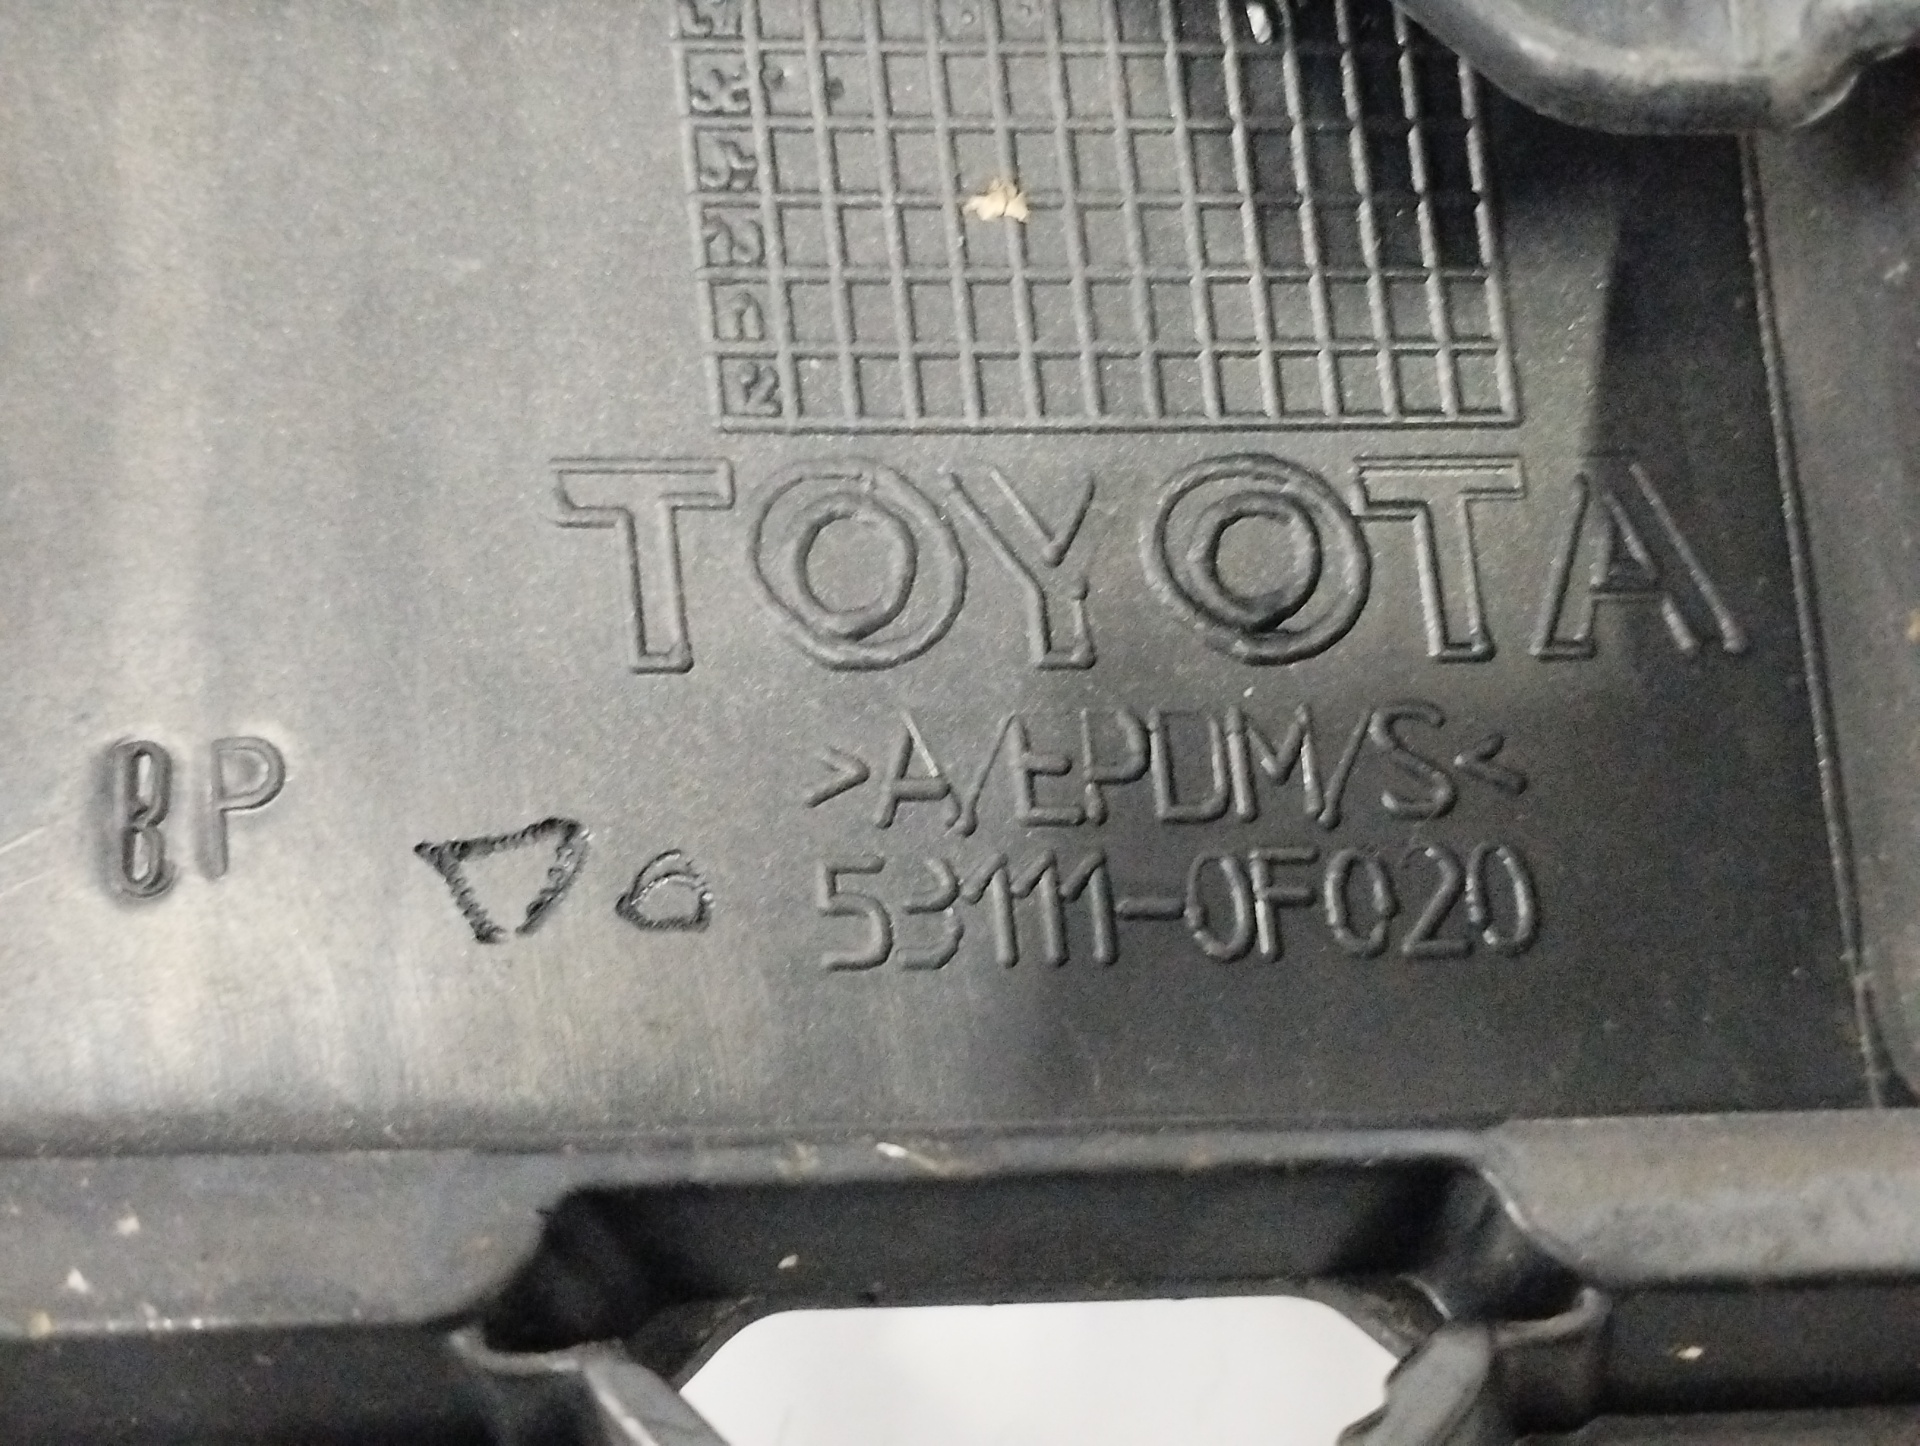 TOYOTA
>A/EPDM/S<
8P
53111-0F020